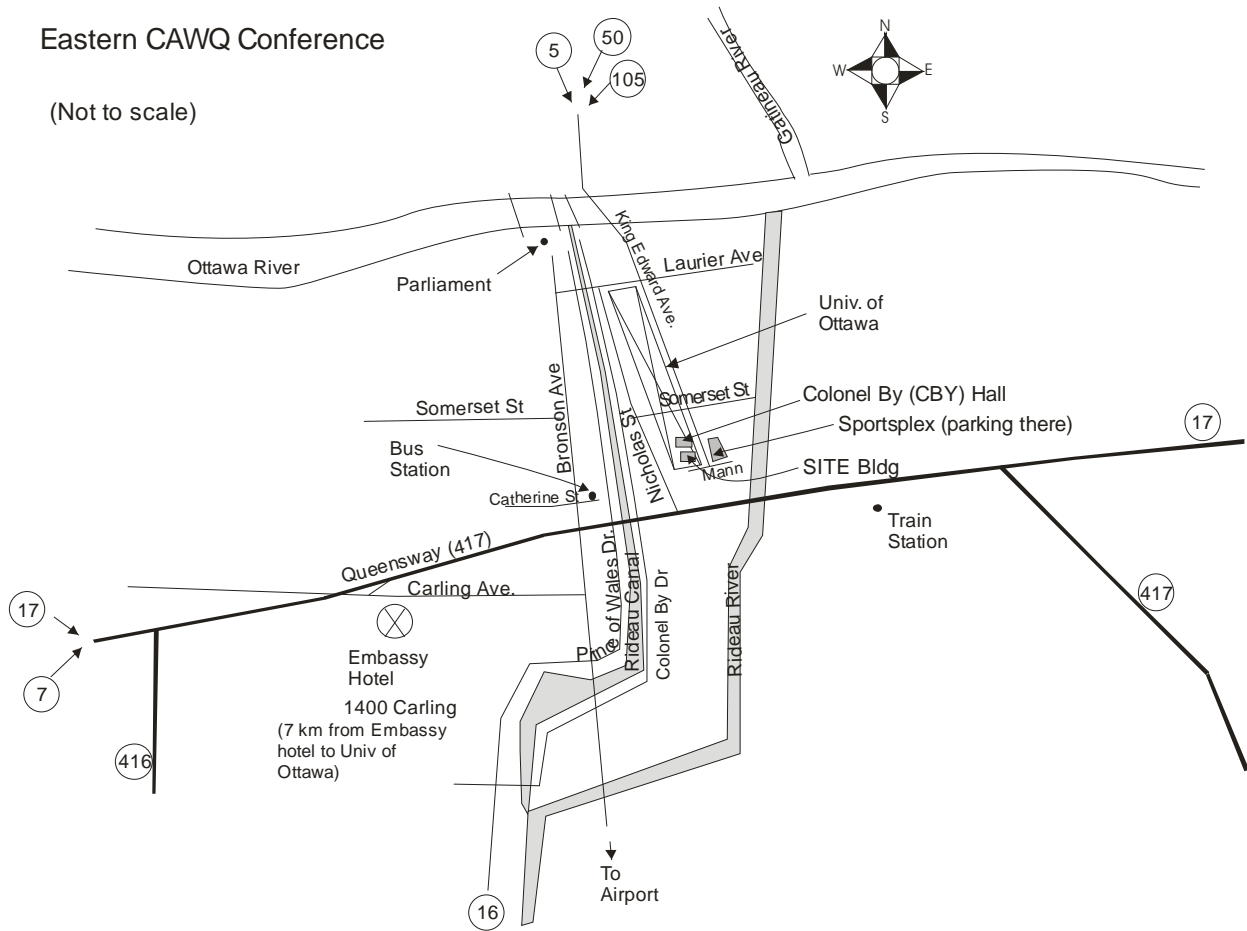 Eastern CAWQ Conference
(Not to scale)
5
50
105
Gatineau River
N
W
E
S
Ottawa River
Parliament
King Edward Ave.
Laurier Ave
Univ. of
Ottawa
Bronson Ave
Somerset St
Somerset St
Colonel By (CBY) Hall
Sportsplex (parking there)
17
Bus
Station
Nicholas St
Mann
SITE Bldg
Catherine St
Train
Station
Queensway (417)
Carling Ave.
417
17
7
416
Embassy
Hotel
1400 Carling
(7 km from Embassy
hotel to Univ of
Ottawa)
Prince of Wales Dr.
Rideau Canal
Colonel By Dr
Rideau River
To
Airport
16